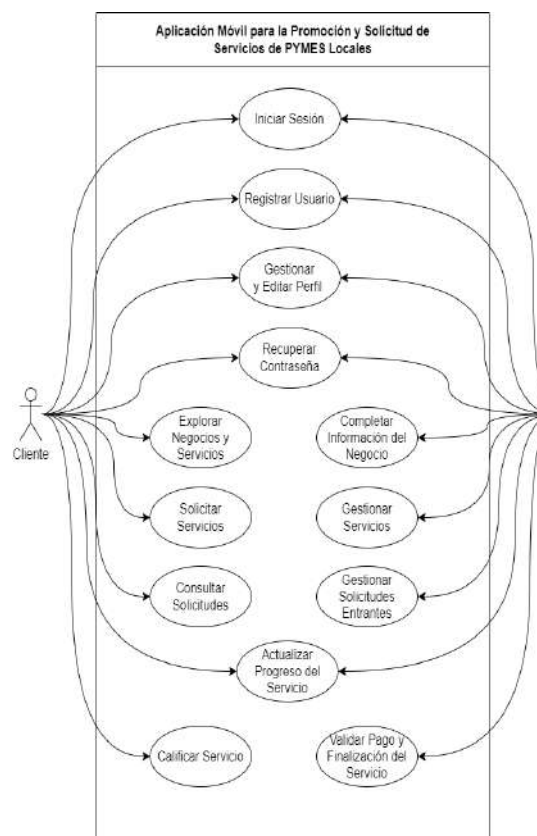 Aplicación Móvil para la Promoción y Solicitud de
Servicios de PYMES Locales
Iniciar Sesión
Registrar Usuario
Gestionar
y Editar Perfil
Recuperar
Contraseña
Cliente
Explorar
Negocios y
Servicios
Completar
Información del
Negocio
Solicitar
Servicios
Gestionar
Servicios
Consultar
Solicitudes
Gestionar
Solicitudes
Entrantes
Actualizar
Progreso del
Servicio
Calificar Servicio
Validar Pago y
Finalización del
Servicio